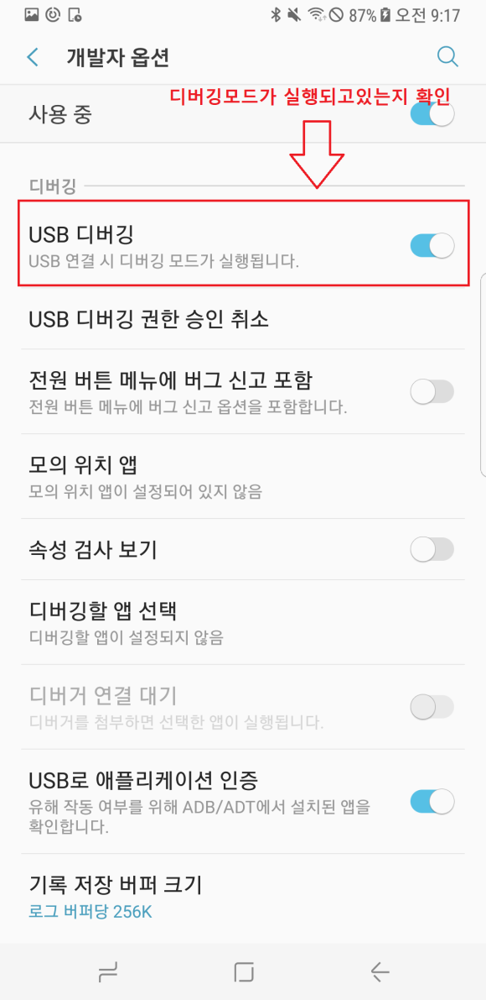 87% 오전 9:17
개발자 옵션
디버깅모드가 실행되고있는지 확인
사용 중
디버깅
USB 디버깅
USB 연결 시 디버깅 모드가 실행됩니다.
USB 디버깅 권한 승인 취소
전원 버튼 메뉴에 버그 신고 포함
전원 버튼 메뉴에 버그 신고 옵션을 포함합니다.
모의 위치 앱
모의 위치 앱이 설정되어 있지 않음
속성 검사 보기
디버깅할 앱 선택
디버깅할 앱이 설정되지 않음
디버거 연결 대기
디버거를 첨부하면 선택한 앱이 실행됩니다.
USB로 애플리케이션 인증
유해 작동 여부를 위해 ADB/ADT에서 설치된 앱을
확인합니다.
기록 저장 버퍼 크기
로그 버퍼당 256K